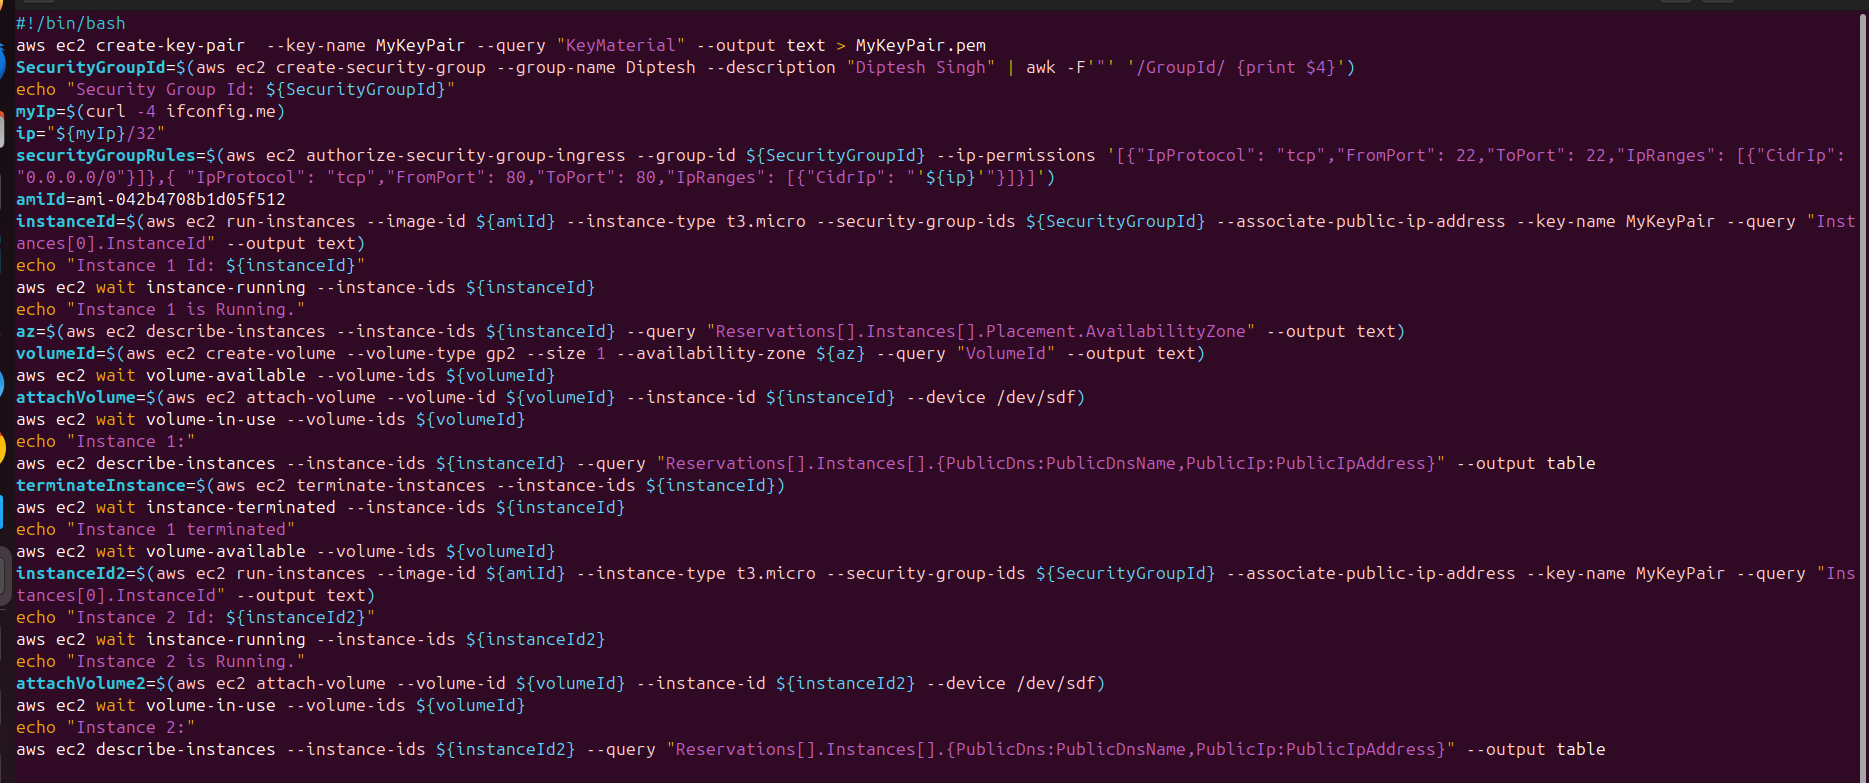 #!/bin/bash
aws ec2 create-key-pair  --key-name MyKeyPair --query "KeyMaterial" --output text > MyKeyPair.pem
SecurityGroupId=$(aws ec2 create-security-group --group-name Diptesh --description "Diptesh Singh" | awk -F'"' '/GroupId/ {print $4}')
echo "Security Group Id: ${SecurityGroupId}"
myIp=$(curl -4 ifconfig.me)
ip="${myIp}/32"
securityGroupRules=$(aws ec2 authorize-security-group-ingress --group-id ${SecurityGroupId} --ip-permissions '[{"IpProtocol": "tcp","FromPort": 22,"ToPort": 22,"IpRanges": [{"CidrIp":
"0.0.0.0/0"}]},{ "IpProtocol": "tcp","FromPort": 80,"ToPort": 80,"IpRanges": [{"CidrIp": "'${ip}'"}]}]')
amiId=ami-042b4708b1d05f512
instanceId=$(aws ec2 run-instances --image-id ${amiId} --instance-type t3.micro --security-group-ids ${SecurityGroupId} --associate-public-ip-address --key-name MyKeyPair --query "Inst
ances[0].InstanceId" --output text)
echo "Instance 1 Id: ${instanceId}"
aws ec2 wait instance-running --instance-ids ${instanceId}
echo "Instance 1 is Running."
az=$(aws ec2 describe-instances --instance-ids ${instanceId} --query "Reservations[].Instances[].Placement.AvailabilityZone" --output text)
volumeId=$(aws ec2 create-volume --volume-type gp2 --size 1 --availability-zone ${az} --query "VolumeId" --output text)
aws ec2 wait volume-available --volume-ids ${volumeId}
attachVolume=$(aws ec2 attach-volume --volume-id ${volumeId} --instance-id ${instanceId} --device /dev/sdf)
aws ec2 wait volume-in-use --volume-ids ${volumeId}
echo "Instance 1:"
aws ec2 describe-instances --instance-ids ${instanceId} --query "Reservations[].Instances[].{PublicDns:PublicDnsName,PublicIp:PublicIpAddress}" --output table
terminateInstance=$(aws ec2 terminate-instances --instance-ids ${instanceId})
aws ec2 wait instance-terminated --instance-ids ${instanceId}
echo "Instance 1 terminated"
aws ec2 wait volume-available --volume-ids ${volumeId}
instanceId2=$(aws ec2 run-instances --image-id ${amiId} --instance-type t3.micro --security-group-ids ${SecurityGroupId} --associate-public-ip-address --key-name MyKeyPair --query "Ins
tances[0].InstanceId" --output text)
echo "Instance 2 Id: ${instanceId2}"
aws ec2 wait instance-running --instance-ids ${instanceId2}
echo "Instance 2 is Running."
attachVolume2=$(aws ec2 attach-volume --volume-id ${volumeId} --instance-id ${instanceId2} --device /dev/sdf)
aws ec2 wait volume-in-use --volume-ids ${volumeId}
echo "Instance 2:"
aws ec2 describe-instances --instance-ids ${instanceId2} --query "Reservations[].Instances[].{PublicDns:PublicDnsName,PublicIp:PublicIpAddress}" --output table